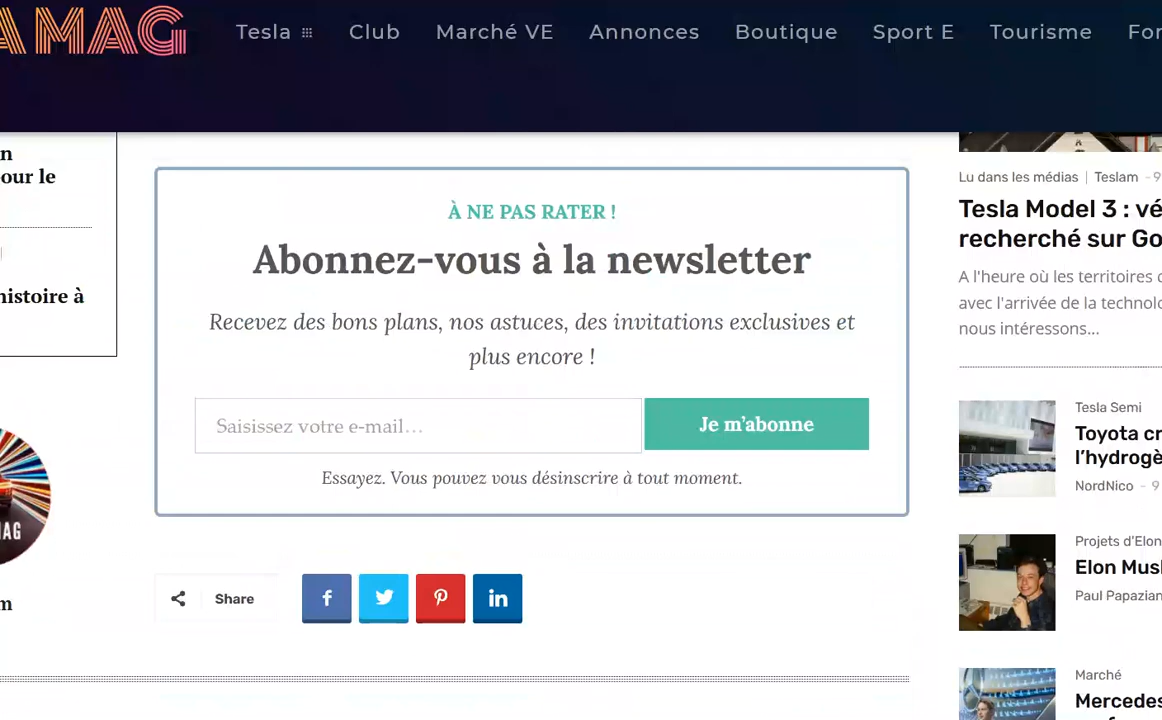 AMAG
Tesla
Club
Marché VE
Annonces
Boutique
Sport E
Tourisme
our le
histoire à
À NE PAS RATER !
Abonnez-vous à la newsletter
Recevez des bons plans, nos astuces, des invitations exclusives et
plus encore !
Saisissez votre e-mail…
Je m'abonne
Essayez. Vous pouvez vous désinscrire à tout moment.
Share
Lu dans les médias | Teslam - 9
Tesla Model 3 : vé
recherché sur Go
A l'heure où les territoires
avec l'arrivée de la technolo
nous intéressons...
Tesla Semi
Toyota cr
l’hydrogè
NordNico - 9
Projets d'Elon
Elon Mus
Paul Papazian
Marché
Mercedes